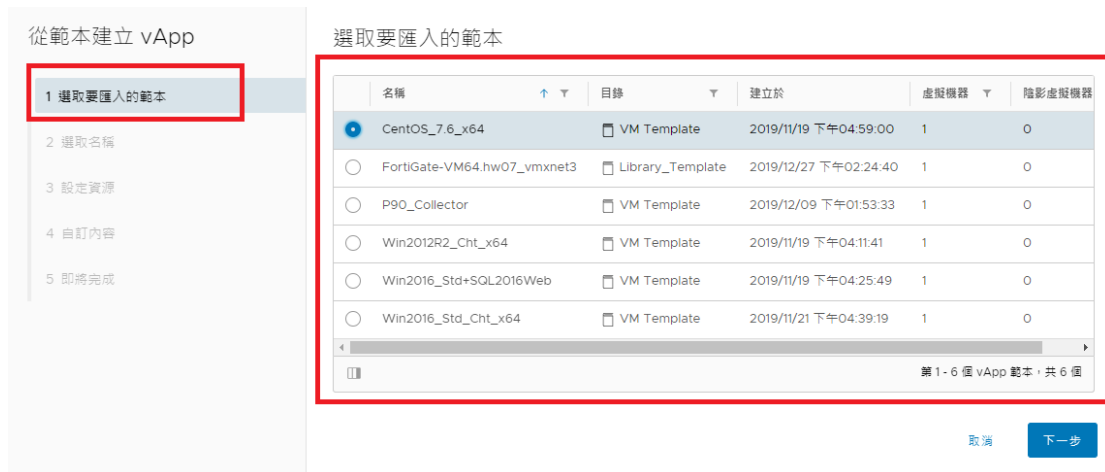 從範本建立 vApp
1 選取要匯入的範本
2 選取名稱
3 設定資源
4 自訂內容
5 即將完成
選取要匯入的範本
名稱 目錄 建立於 虛擬機器 陰影虛擬機器
CentOS_7.6_x64 VM Template 2019/11/19 下午04:59:00 1 0
FortiGate-VM64.hw07_vmxnet3 Library_Template 2019/12/27 下午02:24:40 1 0
P90_Collector VM Template 2019/12/09 下午01:53:33 1 0
Win2012R2_Cht_x64 VM Template 2019/11/19 下午04:11:41 1 0
Win2016_Std+SQL2016Web VM Template 2019/11/19 下午04:25:49 1 0
Win2016_Std_Cht_x64 VM Template 2019/11/21 下午04:39:19 1 0
第 1 - 6 個 vApp 範本，共 6 個
取消 下一步